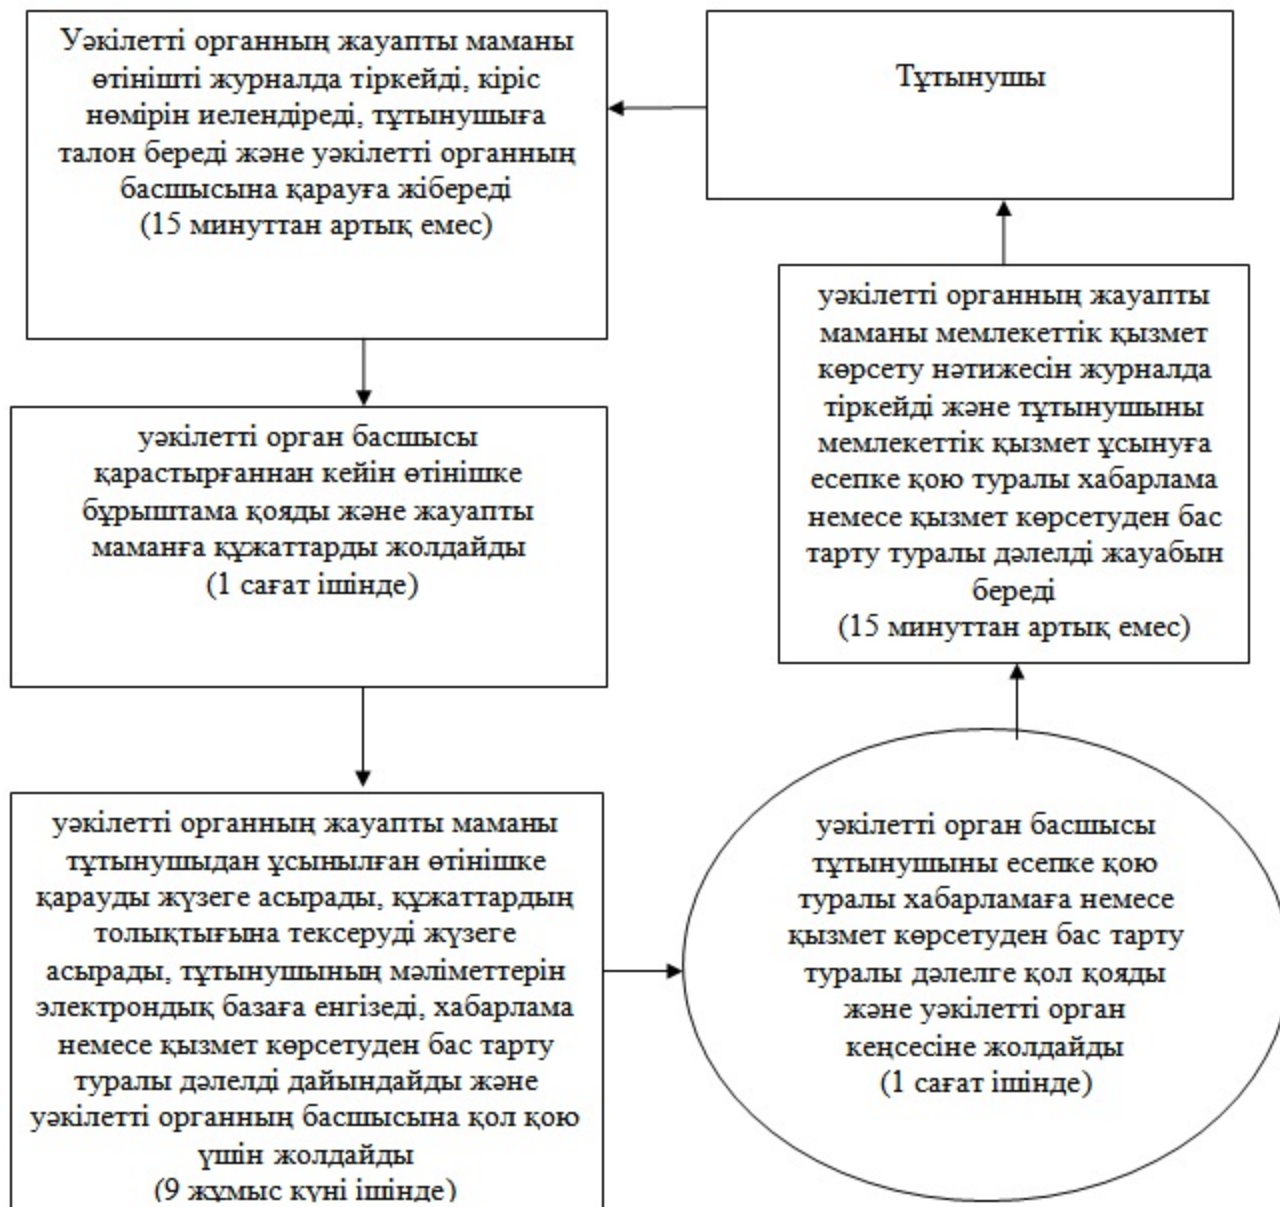 Уәкілетті органның жауапты маманы
өтінішті журналда тіркейді, кіріс
нөмірін иелендіреді, тұтынушыға
талон береді және уәкілетті органның
басшысына қарауға жібереді
(15 минуттан артық емес)
Тұтынушы
уәкілетті орган басшысы
қарастырғаннан кейін өтінішке
бұрыштама қояды және жауапты
маманға құжаттарды жолдайды
(1 сағат ішінде)
уәкілетті органның жауапты
маманы мемлекеттік қызмет
көрсету нәтижесін журналда
тіркейді және тұтынушыны
мемлекеттік қызмет ұсынуға
есепке қою туралы хабарлама
немесе қызмет көрсетуден бас
тарту туралы дәлелді жауабын
береді
(15 минуттан артық емес)
уәкілетті органның жауапты маманы
тұтынушыдан ұсынылған өтінішке
қарауды жүзеге асырады, құжаттардың
толықтығына тексеруді жүзеге
асырады, тұтынушының мәліметтерін
электрондық базаға енгізеді, хабарлама
немесе қызмет көрсетуден бас тарту
туралы дәлелді дайындайды және
уәкілетті органның басшысына қол қою
үшін жолдайды
(9 жұмыс күні ішінде)
уәкілетті орган басшысы
тұтынушыны есепке қою
туралы хабарламаға немесе
қызмет көрсетуден бас тарту
туралы дәлелге қол қояды
және уәкілетті орган
кеңсесіне жолдайды
(1 сағат ішінде)